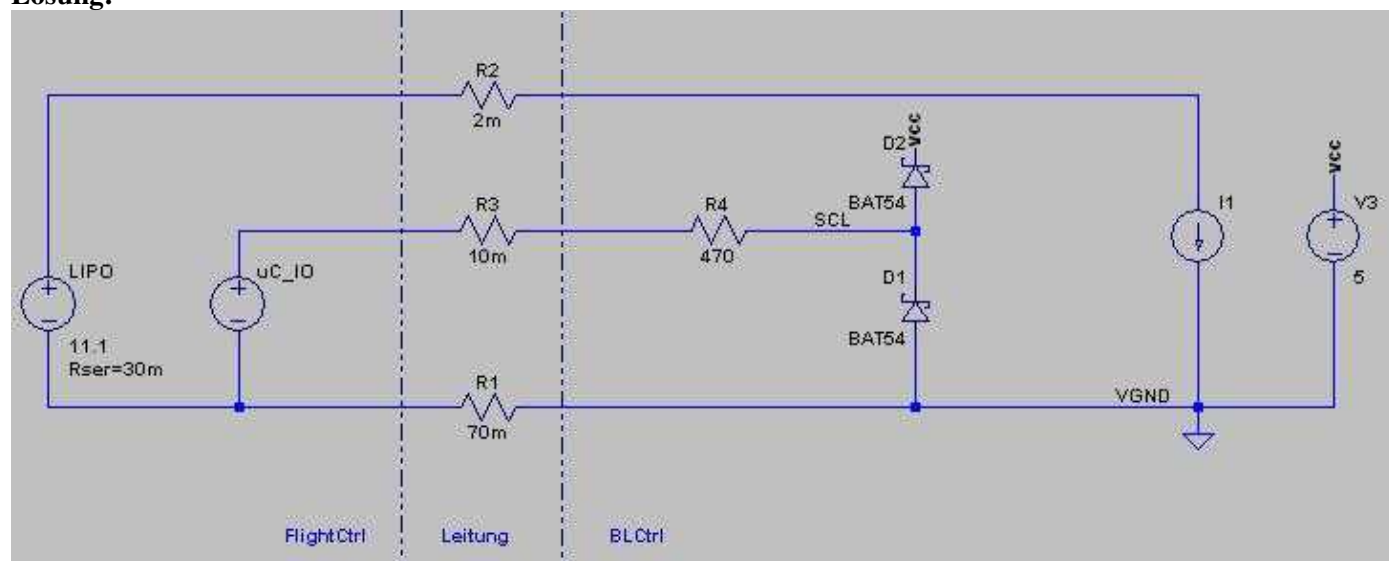 Lösung:
R2
2m
Vcc
D2
BAT54
R3
10m
R4
470
SCL
I1
Vcc
V3
5
LIPO
11.1
Rser=30m
uC_IO
D1
BAT54
R1
70m
VGND
FlightCtrl
Leitung
BLCtrl